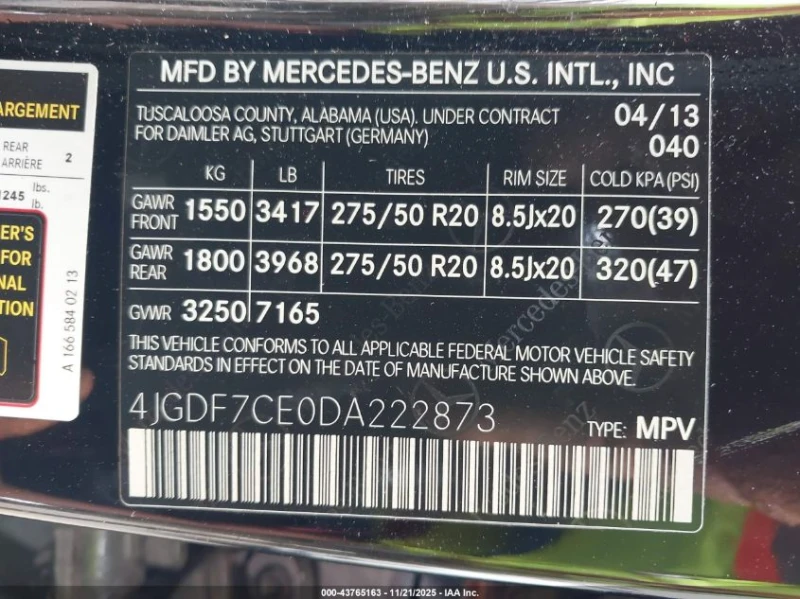 ARGEMENT
REAR
ARRIÈRE 2
1245 lbs.
lb.
ER'S
FOR
NAL
TION
A 166 584 02 13
MFD BY MERCEDES-BENZ U.S. INTL., INC
TUSCALOOSA COUNTY, ALABAMA (USA). UNDER CONTRACT 04/13
FOR DAIMLER AG, STUTTGART (GERMANY) 040
KG LB TIRES RIM SIZE COLD KPA(PSI)
GAWR FRONT 1550 3417 275/50 R20 8.5Jx20 270(39)
GAWR REAR 1800 3968 275/50 R20 8.5Jx20 320(47)
GVWR 3250 7165
THIS VEHICLE CONFORMS TO ALL APPLICABLE FEDERAL MOTOR VEHICLE SAFETY
STANDARDS IN EFFECT ON THE DATE OF MANUFACTURE SHOWN ABOVE.
4JGDF7CE0DA222873 TYPE: MPV
000-43765163 - 11/21/2025 - IAA Inc.